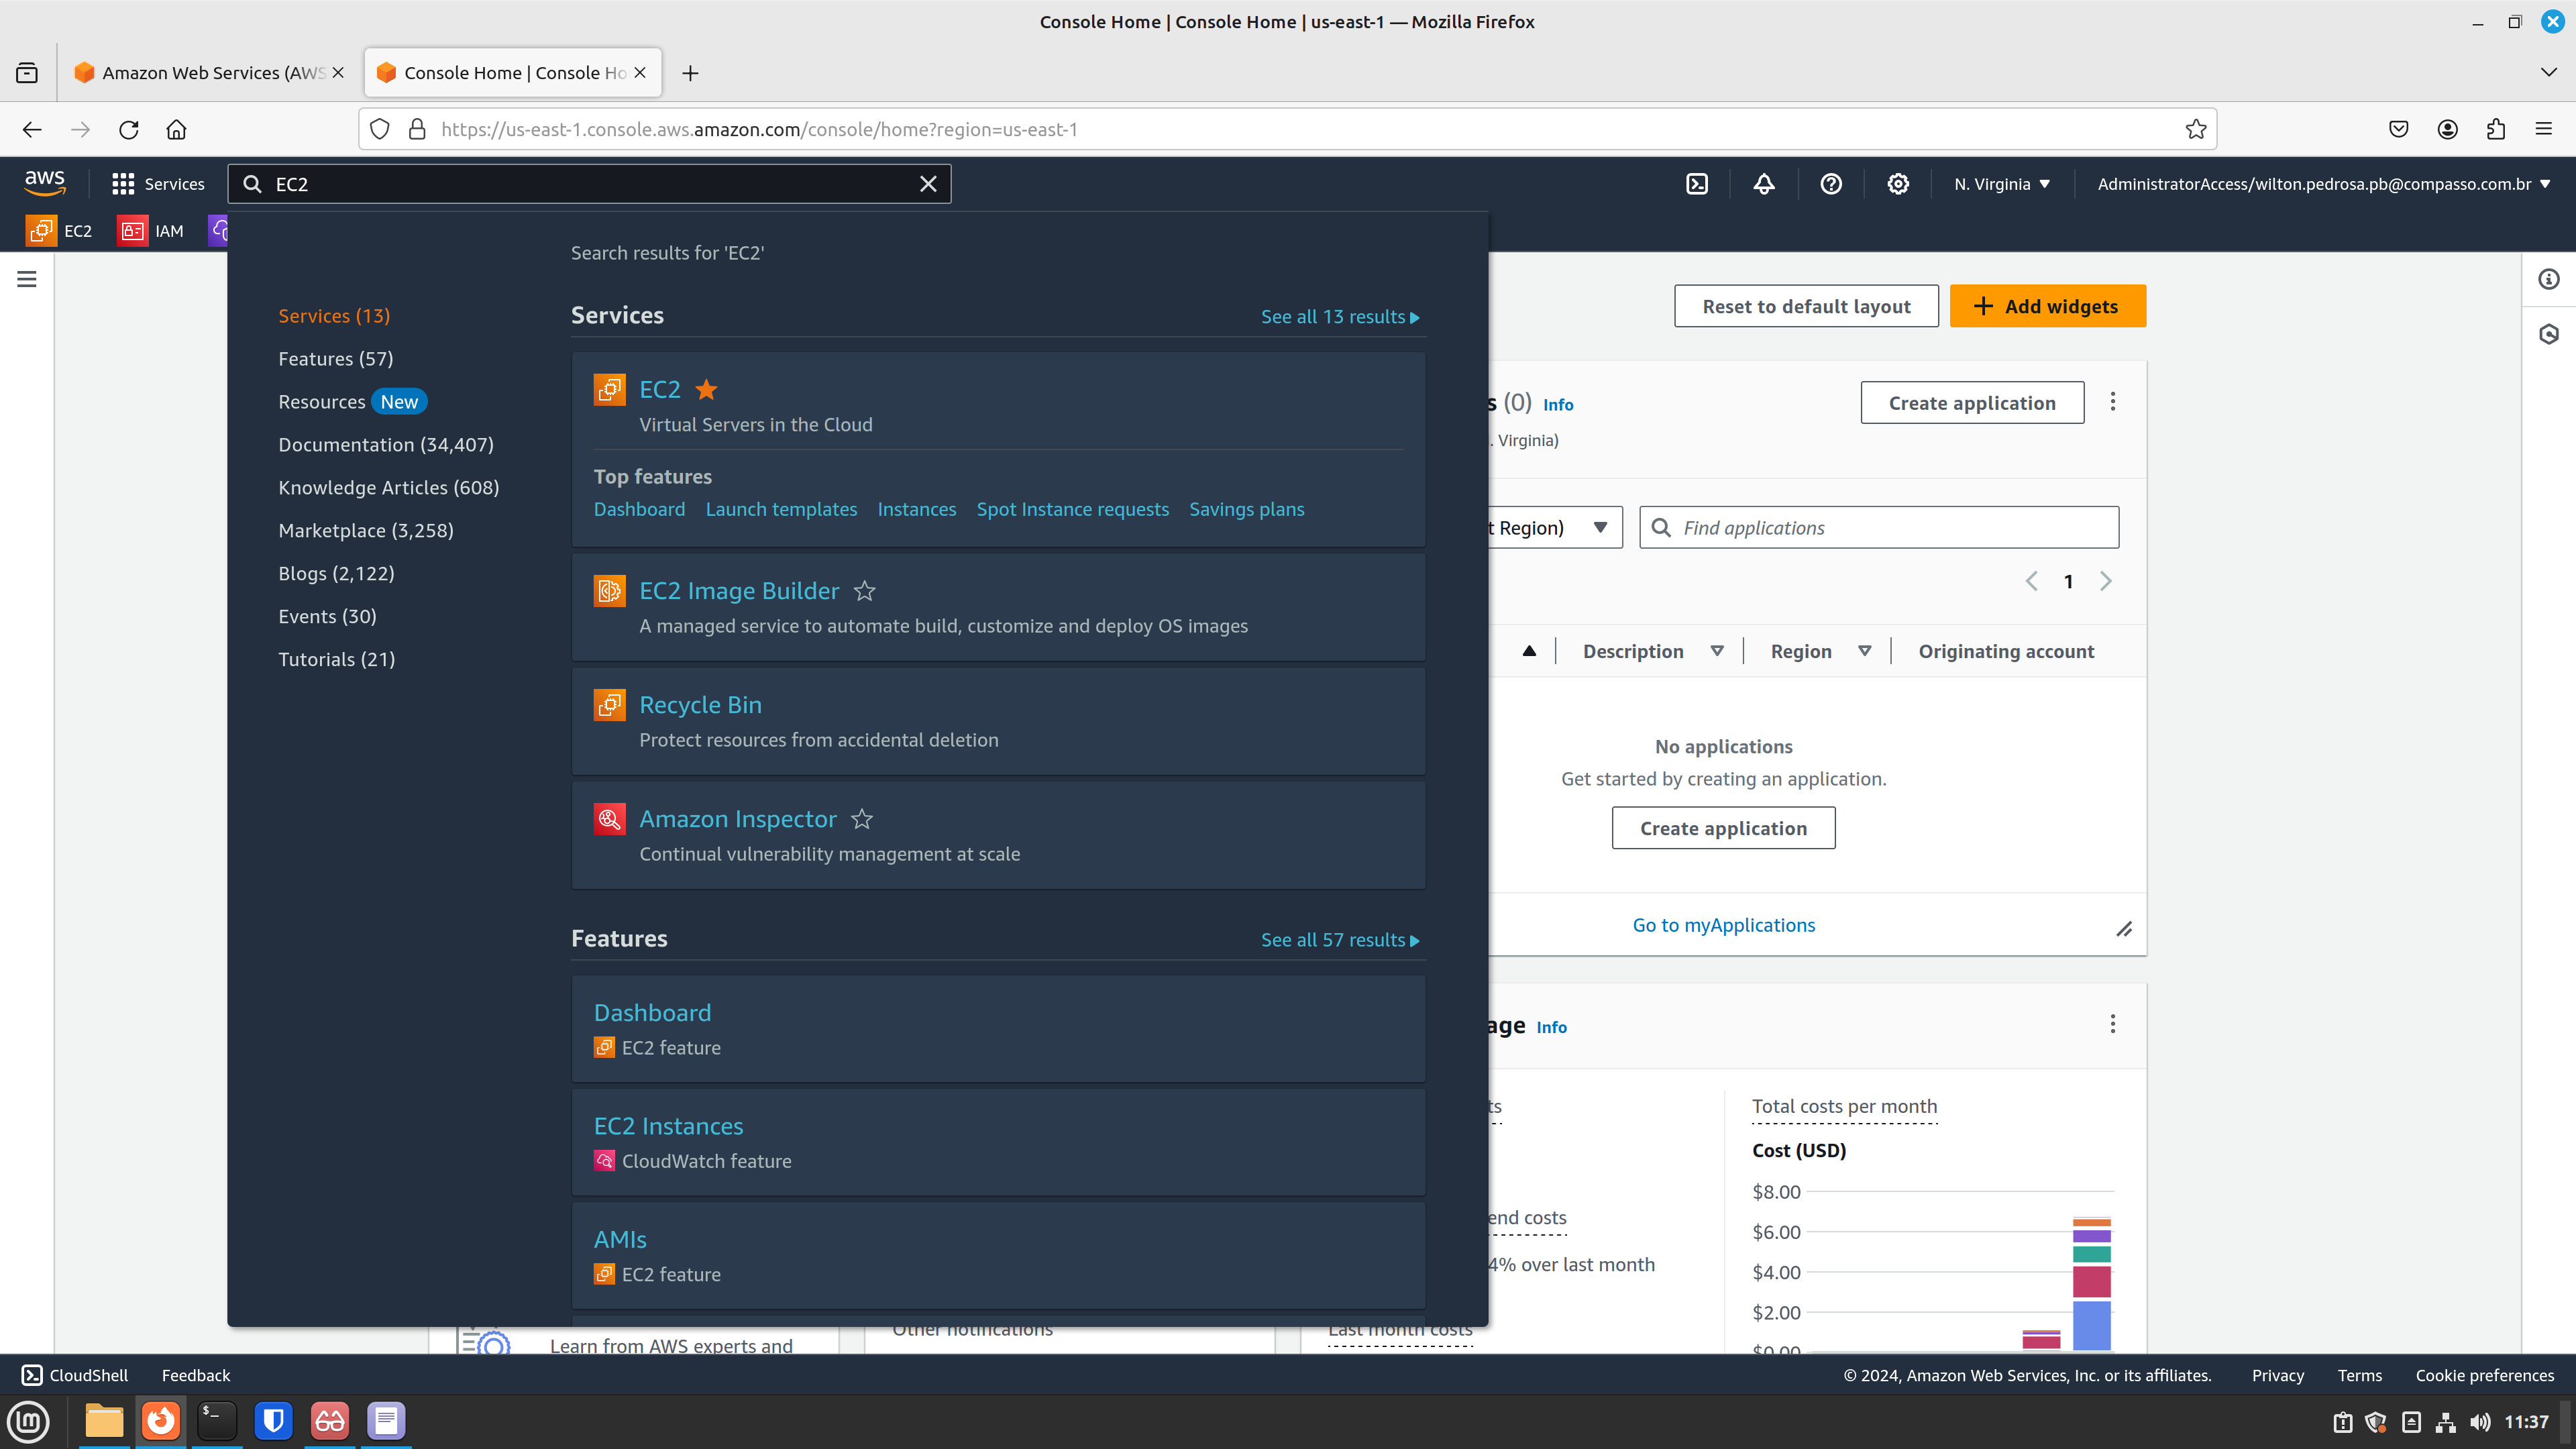 Console Home | Console Home | us-east-1 — Mozilla Firefox
Amazon Web Services (AWS
Console Home | Console Ho
https://us-east-1.console.aws.amazon.com/console/home?region=us-east-1
aws
Services
EC2
N. Virginia
AdministratorAccess/wilton.pedrosa.pb@compasso.com.br
EC2
IAM
Search results for 'EC2'
Services (13)
Features (57)
Resources New
Documentation (34,407)
Knowledge Articles (608)
Marketplace (3,258)
Blogs (2,122)
Events (30)
Tutorials (21)
Services
See all 13 results
EC2
Virtual Servers in the Cloud
Top features
Dashboard Launch templates Instances Spot Instance requests Savings plans
EC2 Image Builder
A managed service to automate build, customize and deploy OS images
Recycle Bin
Protect resources from accidental deletion
Amazon Inspector
Continual vulnerability management at scale
Features
See all 57 results
Dashboard
EC2 feature
EC2 Instances
CloudWatch feature
AMIs
EC2 feature
Reset to default layout
+ Add widgets
s (0) Info
. Virginia)
Create application
t Region)
Find applications
1
Description
Region
Originating account
No applications
Get started by creating an application.
Create application
Go to myApplications
age Info
ts
end costs
4% over last month
Total costs per month
Cost (USD)
$8.00
$6.00
$4.00
$2.00
$0.00
Learn from AWS experts and
Other notifications
Last month costs
CloudShell
Feedback
© 2024, Amazon Web Services, Inc. or its affiliates.
Privacy
Terms
Cookie preferences
11:37